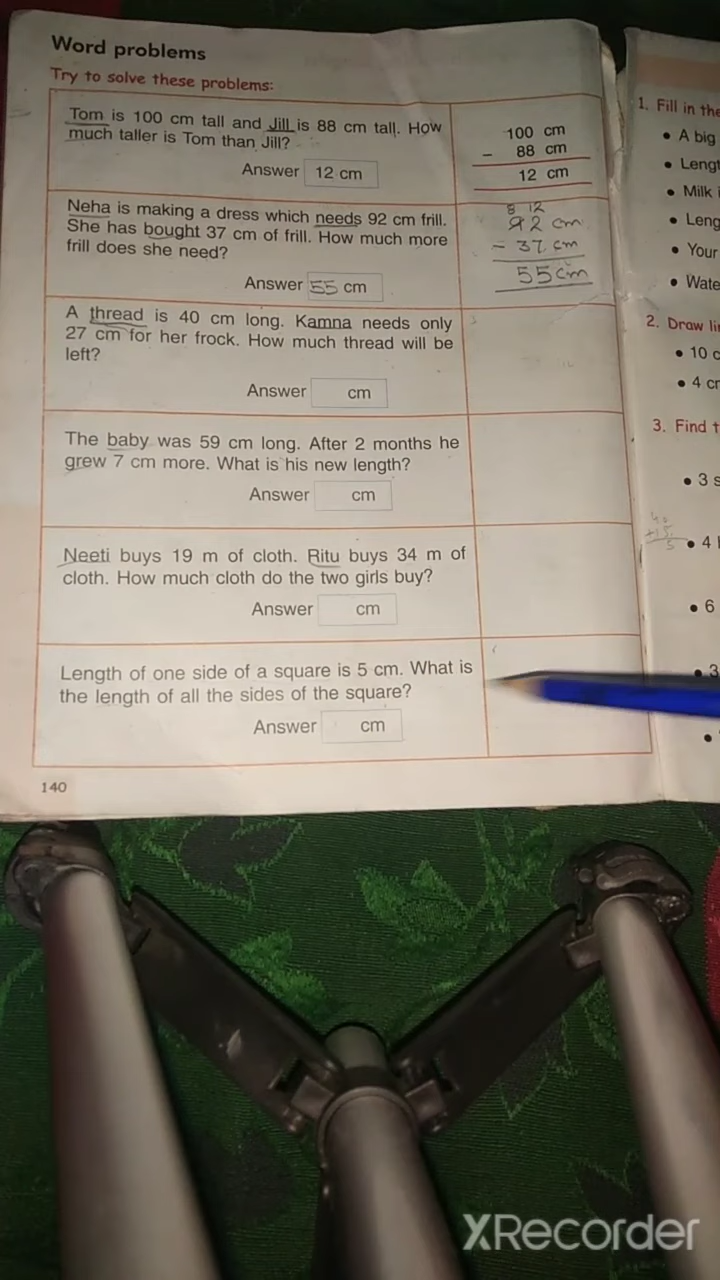 Word problems
Try to solve these problems:
Tom is 100 cm tall and Jill is 88 cm tall. How
much taller is Tom than Jill?
Answer 12 cm
100 cm
- 88 cm
12 cm
Neha is making a dress which needs 92 cm frill.
She has bought 37 cm of frill. How much more
frill does she need?
Answer 55 cm
8 12
92 cm
- 37 cm
55 cm
A thread is 40 cm long. Kamna needs only
27 cm for her frock. How much thread will be
left?
Answer cm
The baby was 59 cm long. After 2 months he
grew 7 cm more. What is his new length?
Answer cm
Neeti buys 19 m of cloth. Ritu buys 34 m of
cloth. How much cloth do the two girls buy?
Answer cm
Length of one side of a square is 5 cm. What is
the length of all the sides of the square?
Answer cm
140
1. Fill in the
• A big
• Lengt
• Milk i
• Leng
• Your
• Wate
2. Draw li
• 10 c
• 4 cr
3. Find t
• 3 s
• 4
• 6
• 3
XRecorder